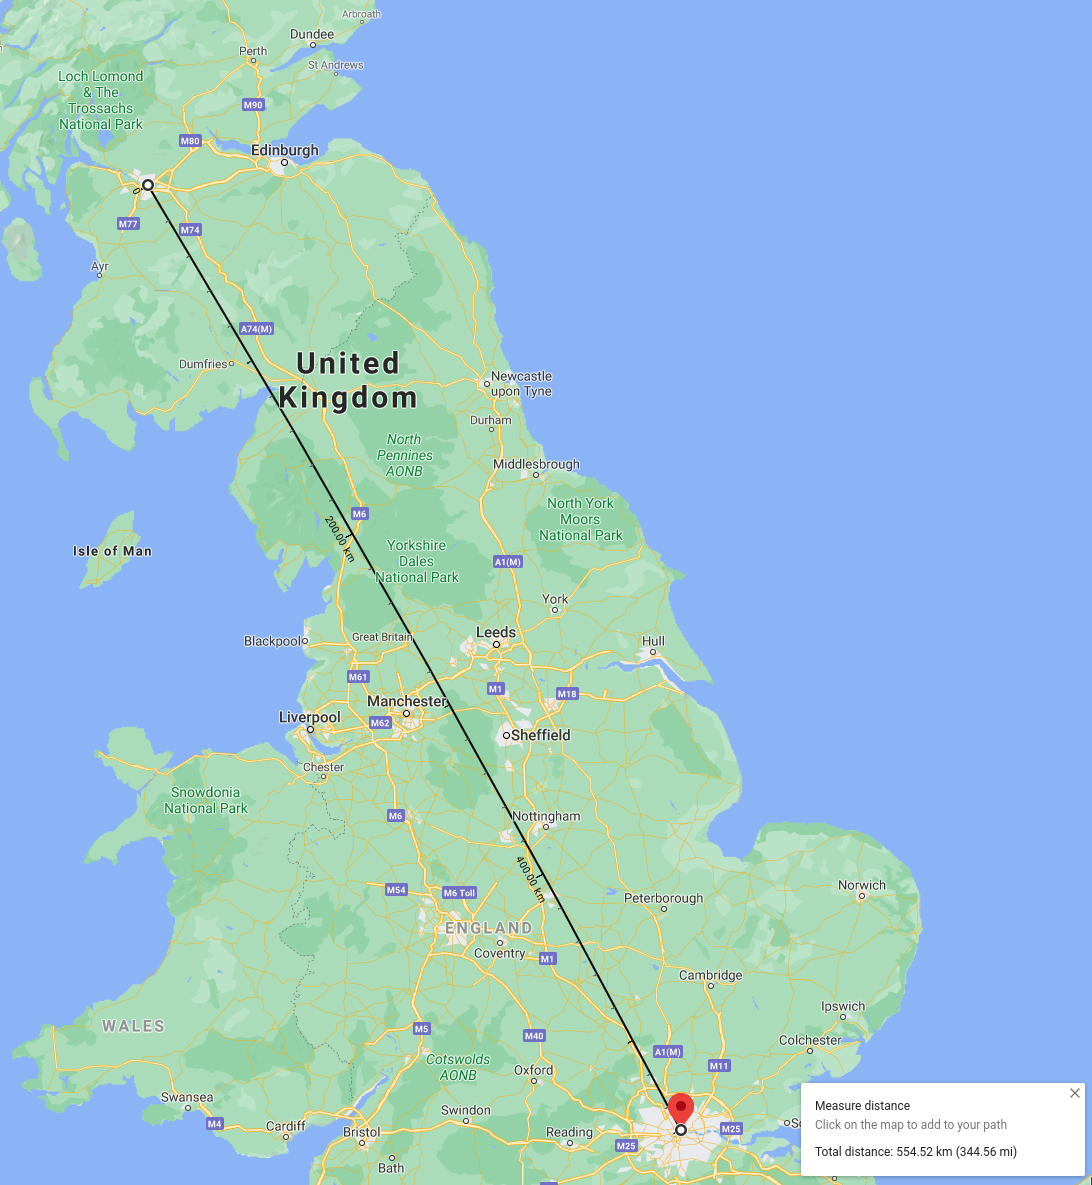 Arbroath
Dundee
Perth
St Andrews
Loch Lomond
& The
Trossachs
National Park
M90
M80
Edinburgh
0
M77
M74
Ayr
A74(M)
Dumfries
United
Kingdom
Newcastle
upon Tyne
Durham
North
Pennines
AONB
Middlesbrough
M6
North York
Moors
National Park
200.00 km
Isle of Man
Yorkshire
Dales
National Park
A1(M)
York
Blackpool
Great Britain
Leeds
Hull
M61
M1
M18
Manchester
Liverpool
M62
Sheffield
Chester
Snowdonia
National Park
M6
Nottingham
400.00 km
M54
M6 Toll
Norwich
Peterborough
ENGLAND
Coventry
M1
Cambridge
Ipswich
WALES
M5
M40
Colchester
A1(M)
M11
Cotswolds
AONB
Oxford
Swansea
M4
Cardiff
Swindon
Bristol
Reading
M25
M25
So
Bath
Measure distance
Click on the map to add to your path
Total distance: 554.52 km (344.56 mi)